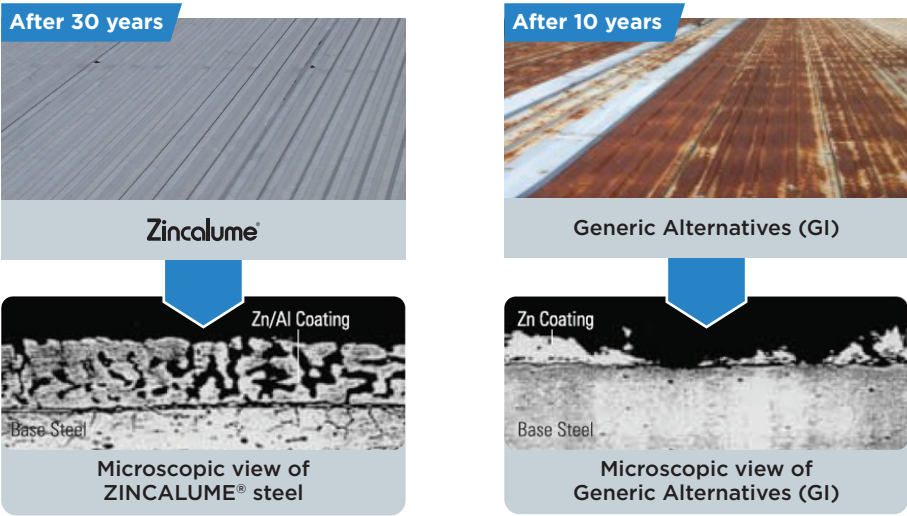 After 30 years
After 10 years
Zincalume®
Generic Alternatives (GI)
Zn/Al Coating
Base Steel
Zn Coating
Base Steel
Microscopic view of
ZINCALUME® steel
Microscopic view of
Generic Alternatives (GI)